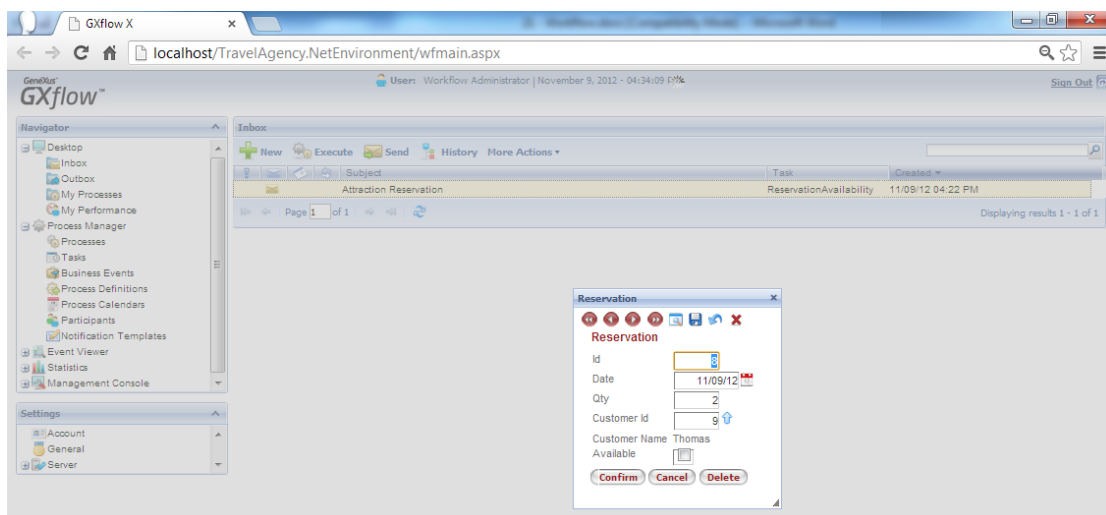 GXflow X
localhost/TravelAgency.NetEnvironment/wfmain.aspx
GeneXus
GXflow™
User: Workflow Administrator | November 9, 2012 - 04:34:09
Sign Out
Navigator
Desktop
Inbox
Outbox
My Processes
My Performance
Process Manager
Processes
Tasks
Business Events
Process Definitions
Process Calendars
Participants
Notification Templates
Event Viewer
Statistics
Management Console
Settings
Account
General
Server
Inbox
New Execute Send History More Actions
Subject Task Created
Attraction Reservation ReservationAvailability 11/09/12 04:22 PM
Page 1 of 1
Displaying results 1 - 1 of 1
Reservation
Reservation
Id 8
Date 11/09/12
Qty 2
Customer Id 9
Customer Name Thomas
Available
Confirm Cancel Delete